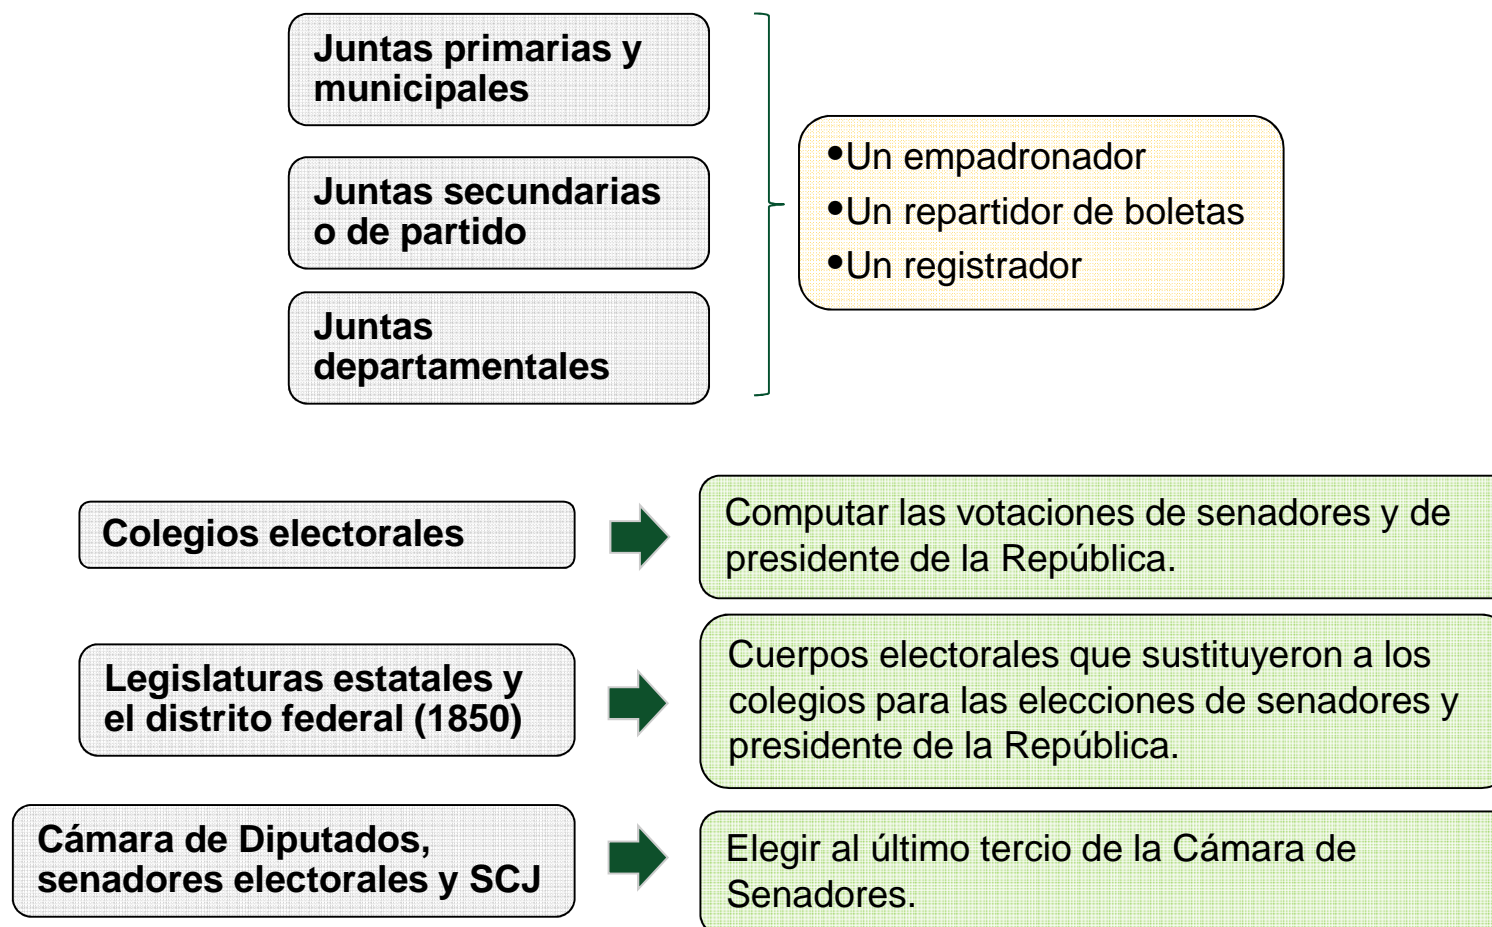 Juntas primarias y
municipales
Juntas secundarias
o de partido
Juntas
departamentales
•Un empadronador
•Un repartidor de boletas
•Un registrador
Colegios electorales
Computar las votaciones de senadores y de
presidente de la República.
Legislaturas estatales y
el distrito federal (1850)
Cuerpos electorales que sustituyeron a los
colegios para las elecciones de senadores y
presidente de la República.
Cámara de Diputados,
senadores electorales y SCJ
Elegir al último tercio de la Cámara de
Senadores.